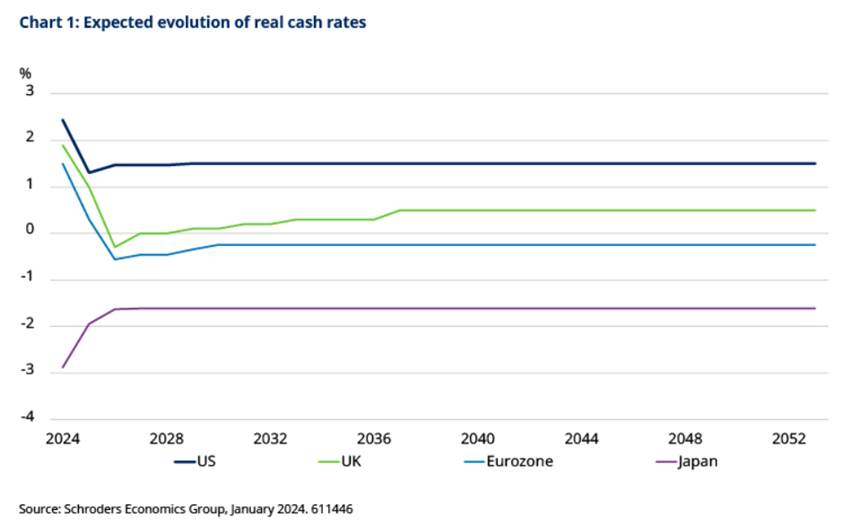 Chart 1: Expected evolution of real cash rates
%
3
2
1
0
-1
-2
-3
-4
2024 2028 2032 2036 2040 2044 2048 2052
US UK Eurozone Japan
Source: Schroders Economics Group, January 2024. 611446